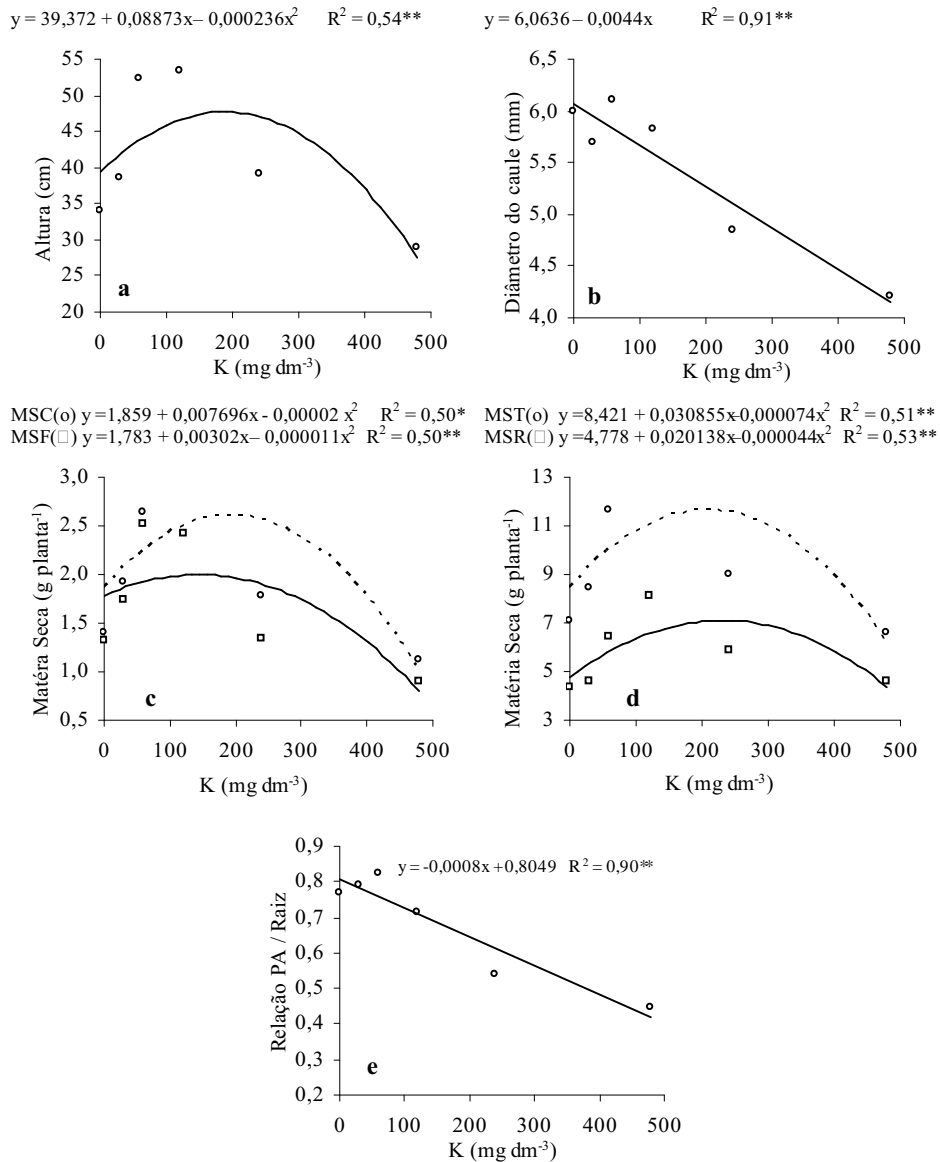 y = 39,372 + 0,08873x– 0,000236x² R² = 0,54**
y = 6,0636 – 0,0044x R² = 0,91**
55
50
45
40
35
30
25
20
Altura (cm)
a
0 100 200 300 400 500
K (mg dm⁻³)
6,5
6,0
5,5
5,0
4,5
4,0
Diâmetro do caule (mm)
b
0 100 200 300 400 500
K (mg dm⁻³)
MSC(o) y =1,859 + 0,007696x - 0,00002 x² R² = 0,50*
MSF(□) y =1,783 + 0,00302x– 0,000011x² R² = 0,50**
3,0
2,5
2,0
1,5
1,0
0,5
Matéra Seca (g planta⁻¹)
c
0 100 200 300 400 500
K (mg dm⁻³)
MST(o) y=8,421 + 0,030855x–0,000074x² R² = 0,51**
MSR(□) y=4,778 + 0,020138x–0,000044x² R² = 0,53**
13
11
9
7
5
3
Matéria Seca (g planta⁻¹)
d
0 100 200 300 400 500
K (mg dm⁻³)
0,9
0,8
0,7
0,6
0,5
0,4
0,3
0,2
Relação PA / Raiz
y = -0,0008x + 0,8049 R² = 0,90**
e
0 100 200 300 400 500
K (mg dm⁻³)